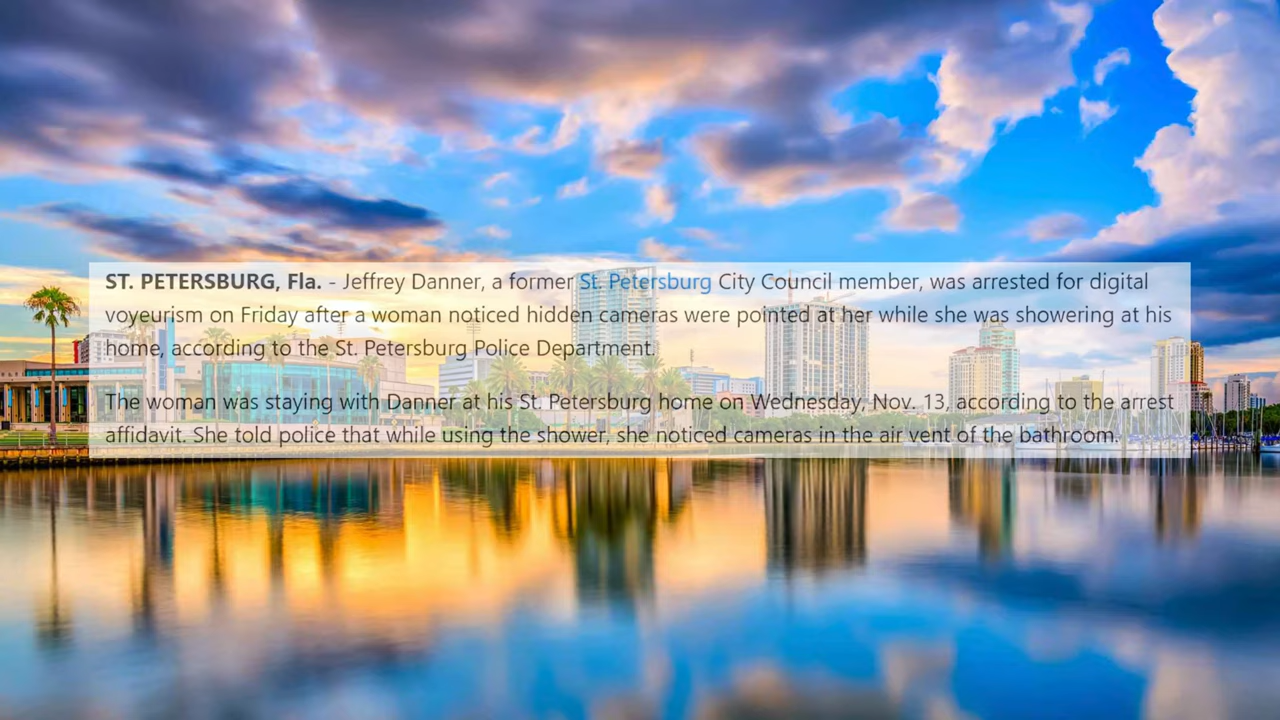 ST. PETERSBURG, Fla. - Jeffrey Danner, a former St. Petersburg City Council member, was arrested for digital
voyeurism on Friday after a woman noticed hidden cameras were pointed at her while she was showering at his
home, according to the St. Petersburg Police Department.
The woman was staying with Danner at his St. Petersburg home on Wednesday, Nov. 13, according to the arrest
affidavit. She told police that while using the shower, she noticed cameras in the air vent of the bathroom.